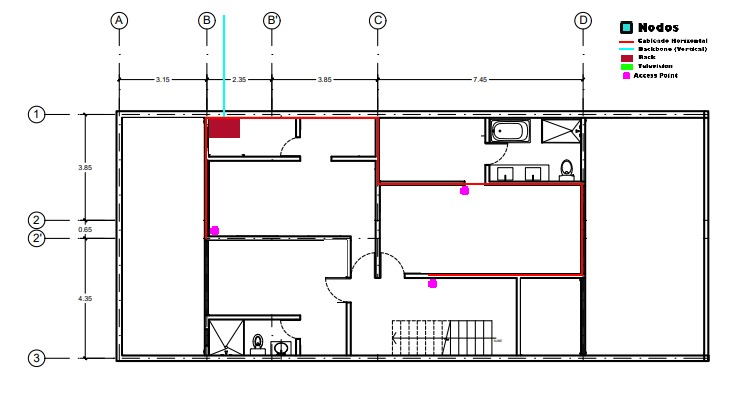 A B B' C D
Nodos
Cableado Horizontal
Backbone (Vertical)
Rack
Television
Access Point
3.15 2.35 3.85 7.45
1
3.85
2
0.65
2'
4.35
3